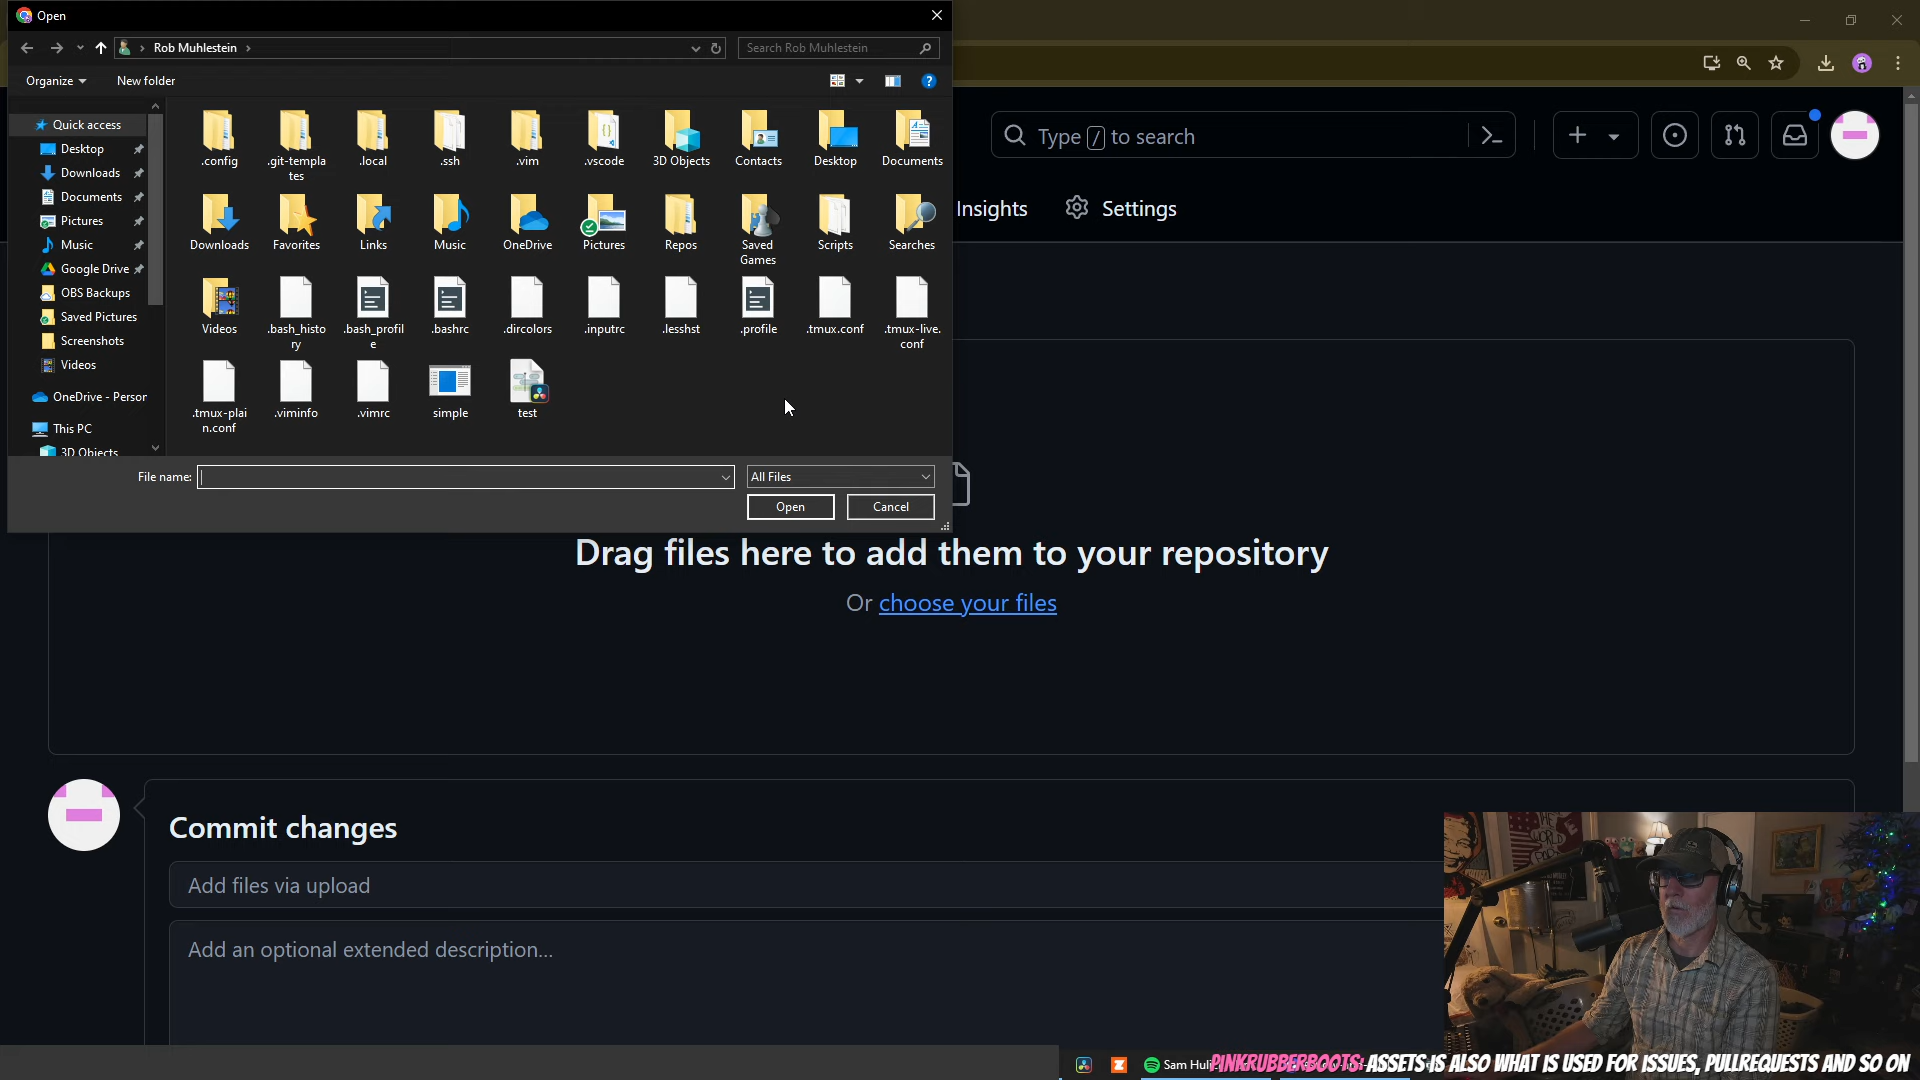 Open
Rob Muhlestein
Search Rob Muhlestein
Organize
New folder
Quick access
Desktop
Downloads
Documents
Pictures
Music
Google Drive
OBS Backups
Saved Pictures
Screenshots
Videos
OneDrive - Person
This PC
3D Objects
.config
.git-templates
.local
.ssh
.vim
.vscode
3D Objects
Contacts
Desktop
Documents
Downloads
Favorites
Links
Music
OneDrive
Pictures
Repos
Saved Games
Scripts
Searches
Videos
.bash_history
.bash_profile
.bashrc
.dircolors
.inputrc
.lesshst
.profile
.tmux.conf
.tmux-live.conf
.tmux-plain.conf
.viminfo
.vimrc
simple
test
File name:
All Files
Open
Cancel
Type / to search
Insights
Settings
Drag files here to add them to your repository
Or choose your files
Commit changes
Add files via upload
Add an optional extended description...
Sam
PINKRUBBERBOOTS: ASSETS IS ALSO WHAT IS USED FOR ISSUES, PULLREQUESTS AND SO ON